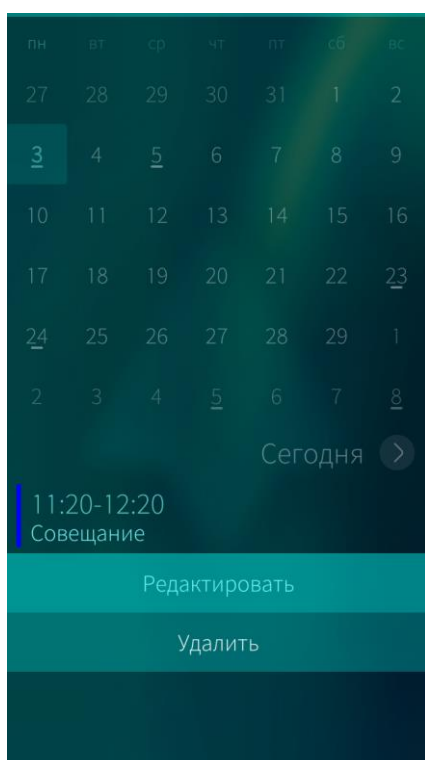 пн вт ср чт пт сб вс
27 28 29 30 31 1 2
3 4 5 6 7 8 9
10 11 12 13 14 15 16
17 18 19 20 21 22 23
24 25 26 27 28 29 1
2 3 4 5 6 7 8
Сегодня
11:20-12:20
Совещание
Редактировать
Удалить